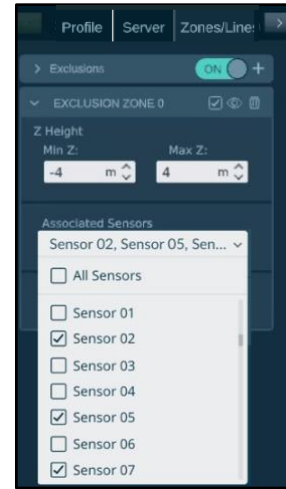 Profile Server Zones/Line
Exclusions ON +
EXCLUSION ZONE 0
Z Height
Min Z: Max Z:
-4 m 4 m
Associated Sensors
Sensor 02, Sensor 05, Sen...
All Sensors
Sensor 01
Sensor 02
Sensor 03
Sensor 04
Sensor 05
Sensor 06
Sensor 07